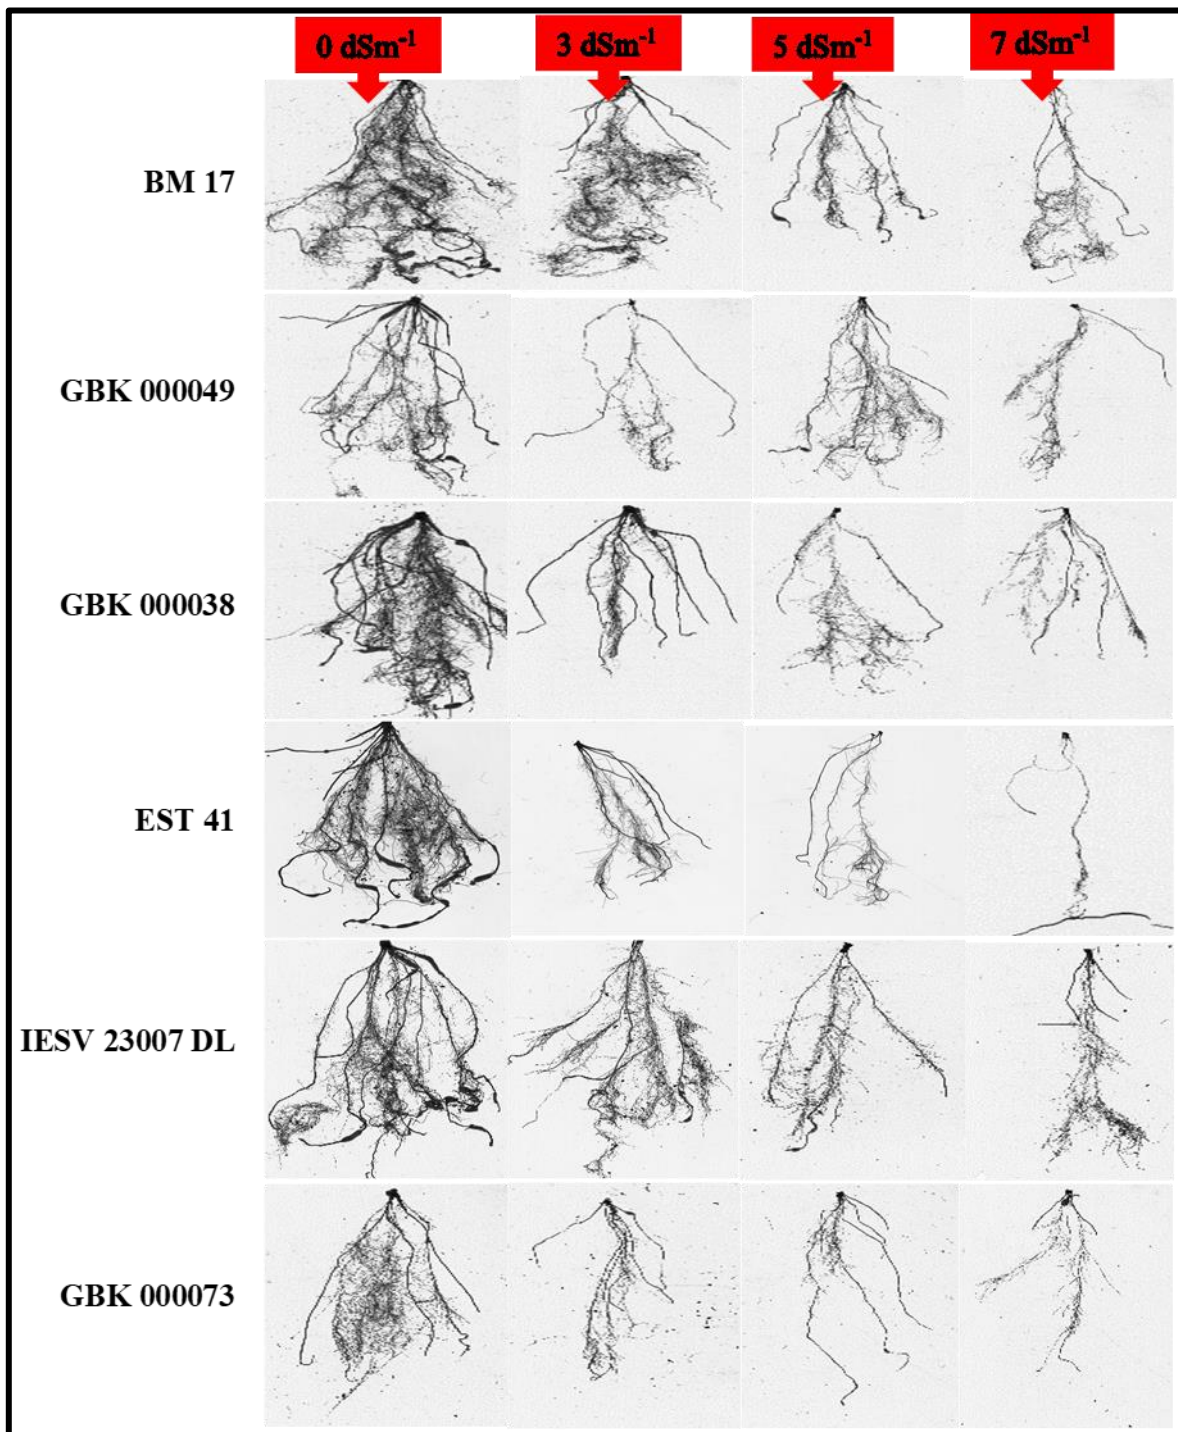 0 dSm⁻¹ 3 dSm⁻¹ 5 dSm⁻¹ 7 dSm⁻¹
BM 17
GBK 000049
GBK 000038
EST 41
IESV 23007 DL
GBK 000073